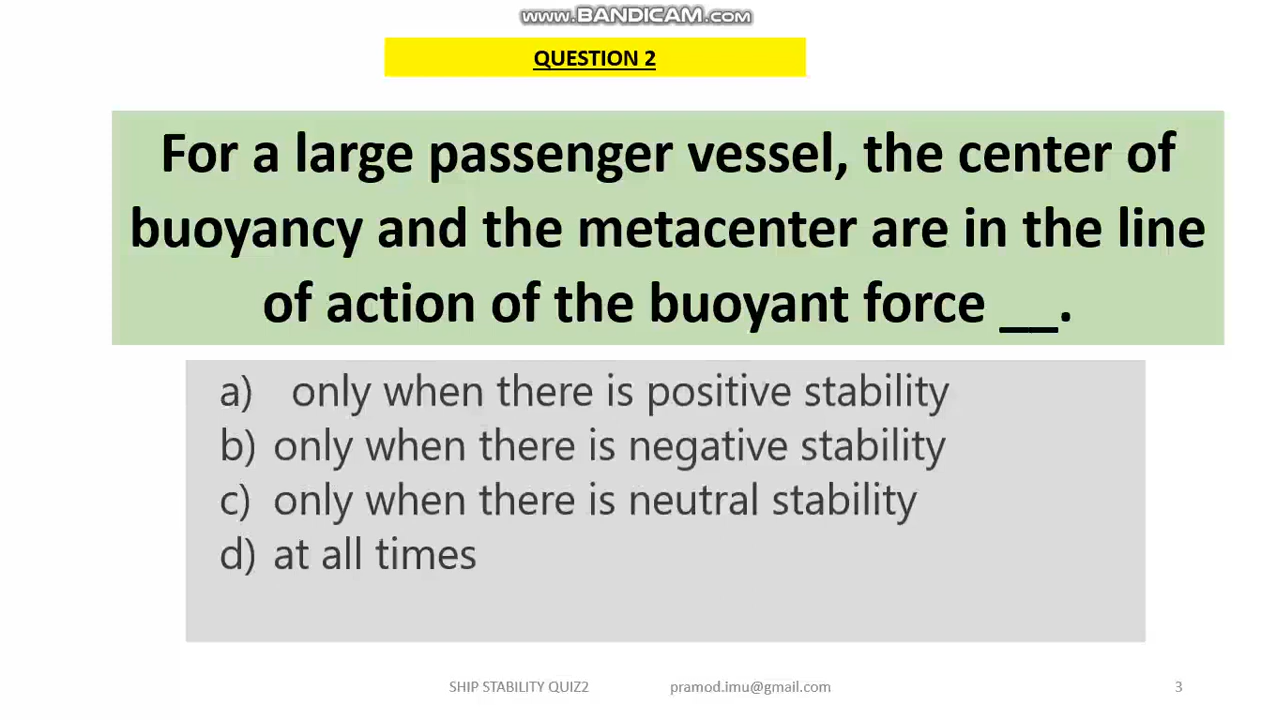 www.BANDICAM.com
QUESTION 2
For a large passenger vessel, the center of
buoyancy and the metacenter are in the line
of action of the buoyant force __.
a) only when there is positive stability
b) only when there is negative stability
c) only when there is neutral stability
d) at all times
SHIP STABILITY QUIZ2 pramod.imu@gmail.com 3